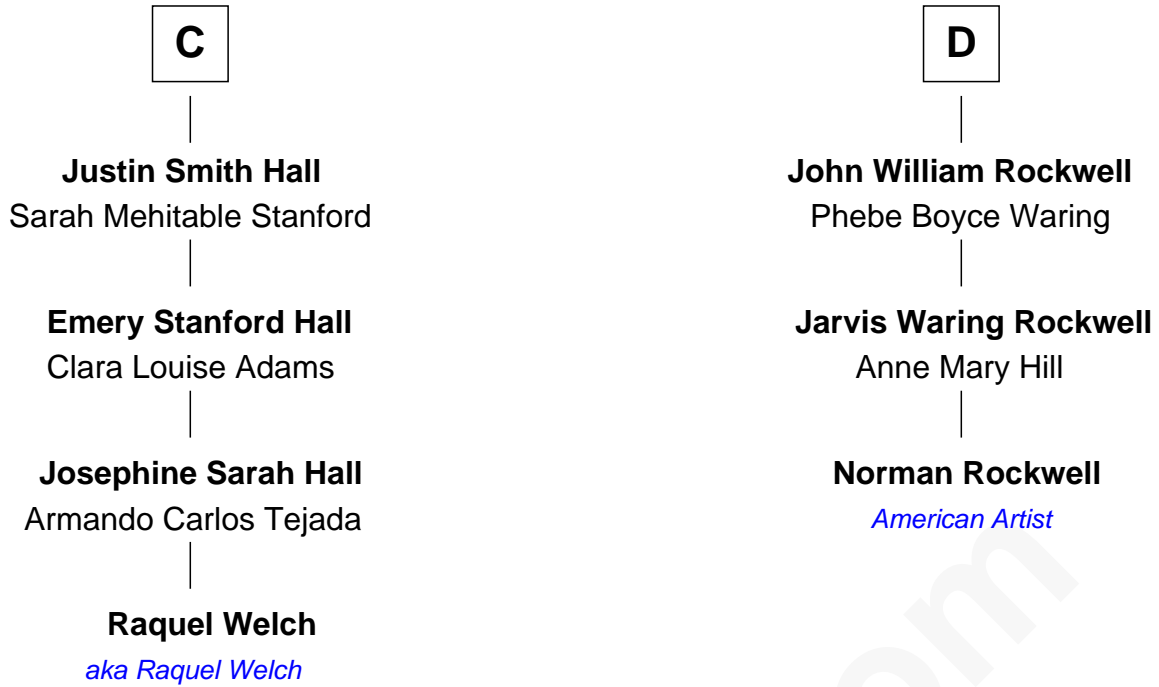 C
Justin Smith Hall
Sarah Mehitable Stanford
Emery Stanford Hall
Clara Louise Adams
Josephine Sarah Hall
Armando Carlos Tejada
Raquel Welch
aka Raquel Welch
D
John William Rockwell
Phebe Boyce Waring
Jarvis Waring Rockwell
Anne Mary Hill
Norman Rockwell
American Artist
om